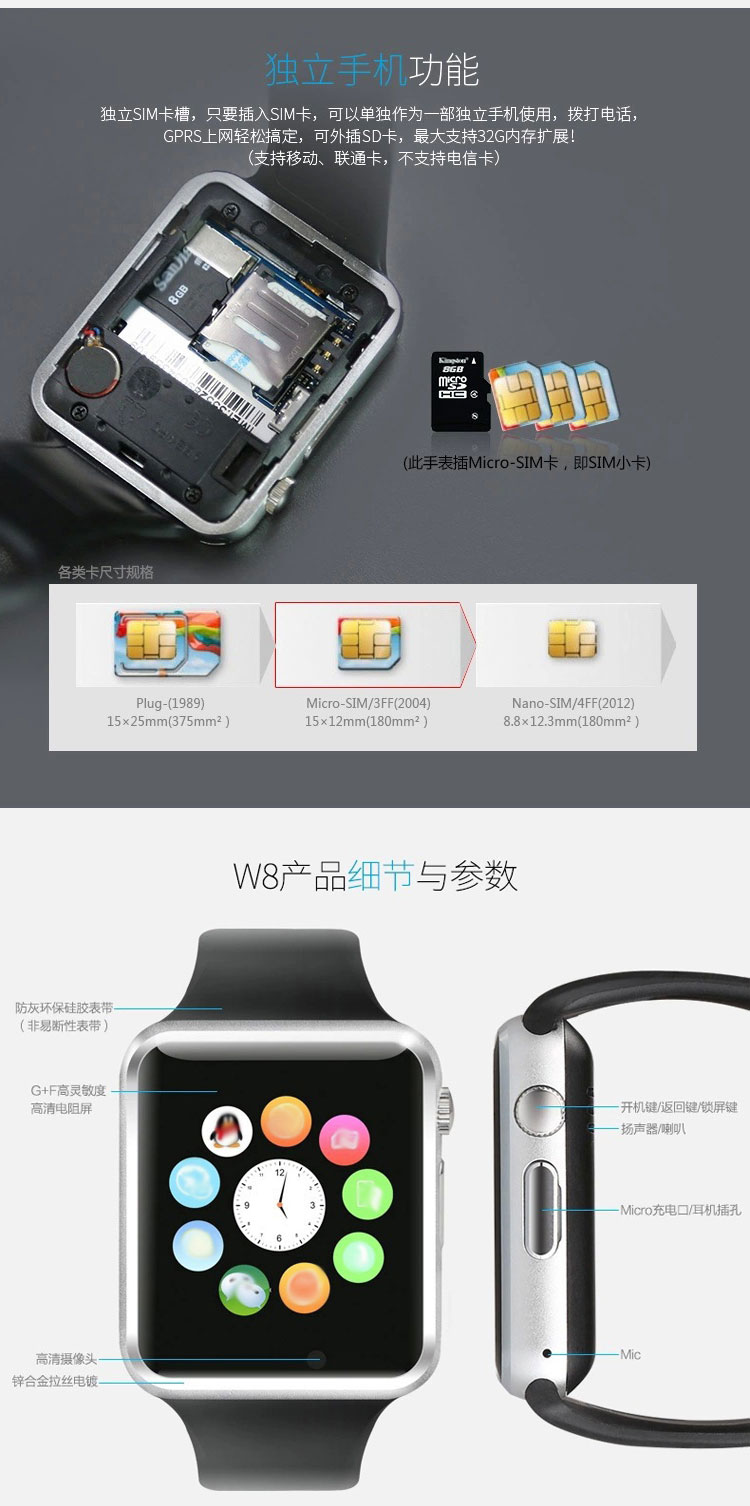 独立手机功能
独立SIM卡槽，只要插入SIM卡，可以单独作为一部独立手机使用，拨打电话，
GPRS上网轻松搞定，可外插SD卡，最大支持32G内存扩展！
（支持移动、联通卡，不支持电信卡）
SanDis
8GB
Kingston
8GB
micro
SD
HC
4
(此手表插Micro-SIM卡，即SIM小卡)
各类卡尺寸规格
Plug-(1989)
15×25mm(375mm²)
Micro-SIM/3FF(2004)
15×12mm(180mm²)
Nano-SIM/4FF(2012)
8.8×12.3mm(180mm²)
W8产品细节与参数
防灰环保硅胶表带
（非易断性表带）
G+F高灵敏度
高清电阻屏
12
3
6
9
高清摄像头
锌合金拉丝电镀
开机键/返回键/锁屏键
扬声器/喇叭
Micro充电口/耳机插孔
Mic